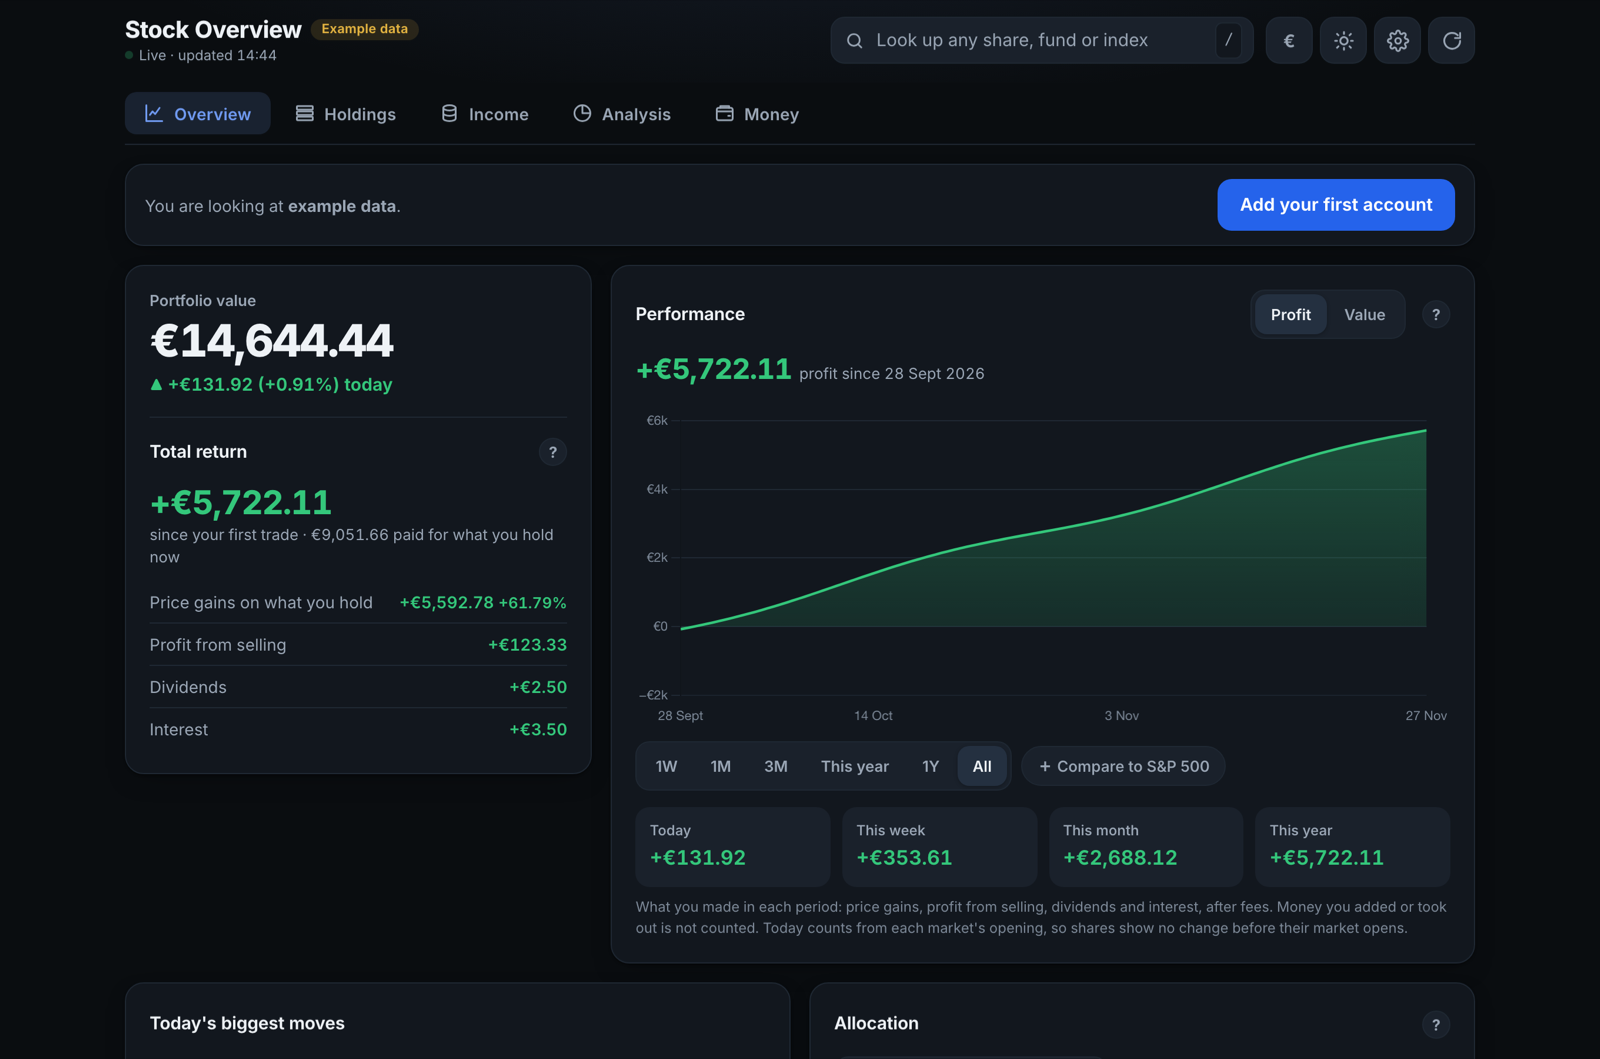 Stock Overview
Example data
Live · updated 14:44
Look up any share, fund or index
/
€
Overview
Holdings
Income
Analysis
Money
You are looking at example data.
Add your first account
Portfolio value
€14,644.44
▲ +€131.92 (+0.91%) today
Total return
?
+€5,722.11
since your first trade · €9,051.66 paid for what you hold
now
Price gains on what you hold +€5,592.78 +61.79%
Profit from selling +€123.33
Dividends +€2.50
Interest +€3.50
Performance
Profit
Value
?
+€5,722.11 profit since 28 Sept 2026
€6k
€4k
€2k
€0
−€2k
28 Sept
14 Oct
3 Nov
27 Nov
1W
1M
3M
This year
1Y
All
+ Compare to S&P 500
Today
+€131.92
This week
+€353.61
This month
+€2,688.12
This year
+€5,722.11
What you made in each period: price gains, profit from selling, dividends and interest, after fees. Money you added or took
out is not counted. Today counts from each market's opening, so shares show no change before their market opens.
Today's biggest moves
Allocation
?